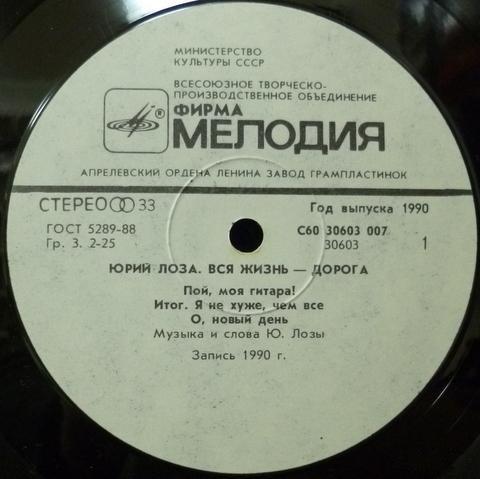 МИНИСТЕРСТВО
КУЛЬТУРЫ СССР
ВСЕСОЮЗНОЕ ТВОРЧЕСКО-
ПРОИЗВОДСТВЕННОЕ ОБЪЕДИНЕНИЕ
®
ФИРМА
МЕЛОДИЯ
АПРЕЛЕВСКИЙ ОРДЕНА ЛЕНИНА ЗАВОД ГРАМПЛАСТИНОК
СТЕРЕО 33
Год выпуска 1990
ГОСТ 5289-88
С60 30603 007
Гр. 3. 2-25
30603
1
ЮРИЙ ЛОЗА. ВСЯ ЖИЗНЬ — ДОРОГА
Пой, моя гитара!
Итог. Я не хуже, чем все
О, новый день
Музыка и слова Ю. Лозы
Запись 1990 г.